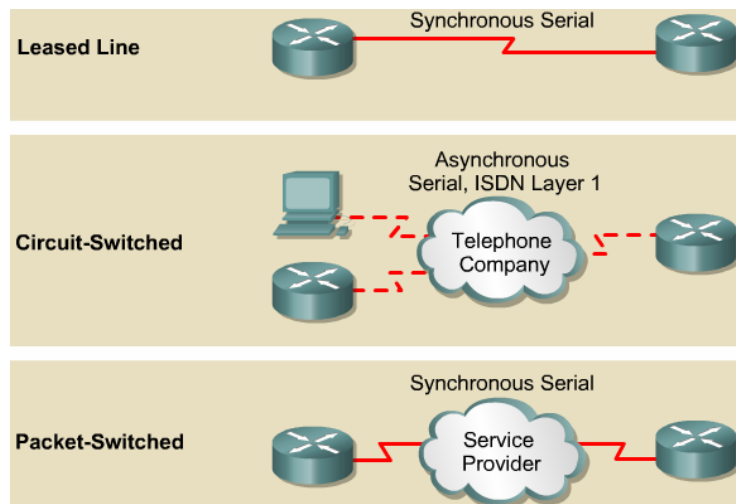 Leased Line
Synchronous Serial
Circuit-Switched
Asynchronous
Serial, ISDN Layer 1
Telephone
Company
Packet-Switched
Synchronous Serial
Service
Provider